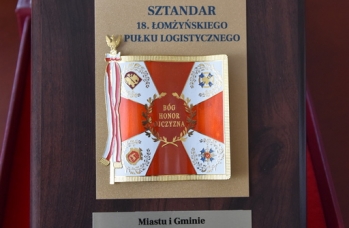 SZTANDAR
18. ŁOMŻYŃSKIEGO
PUŁKU LOGISTYCZNEGO
BÓG
HONOR
OJCZYZNA
Miastu i Gminie